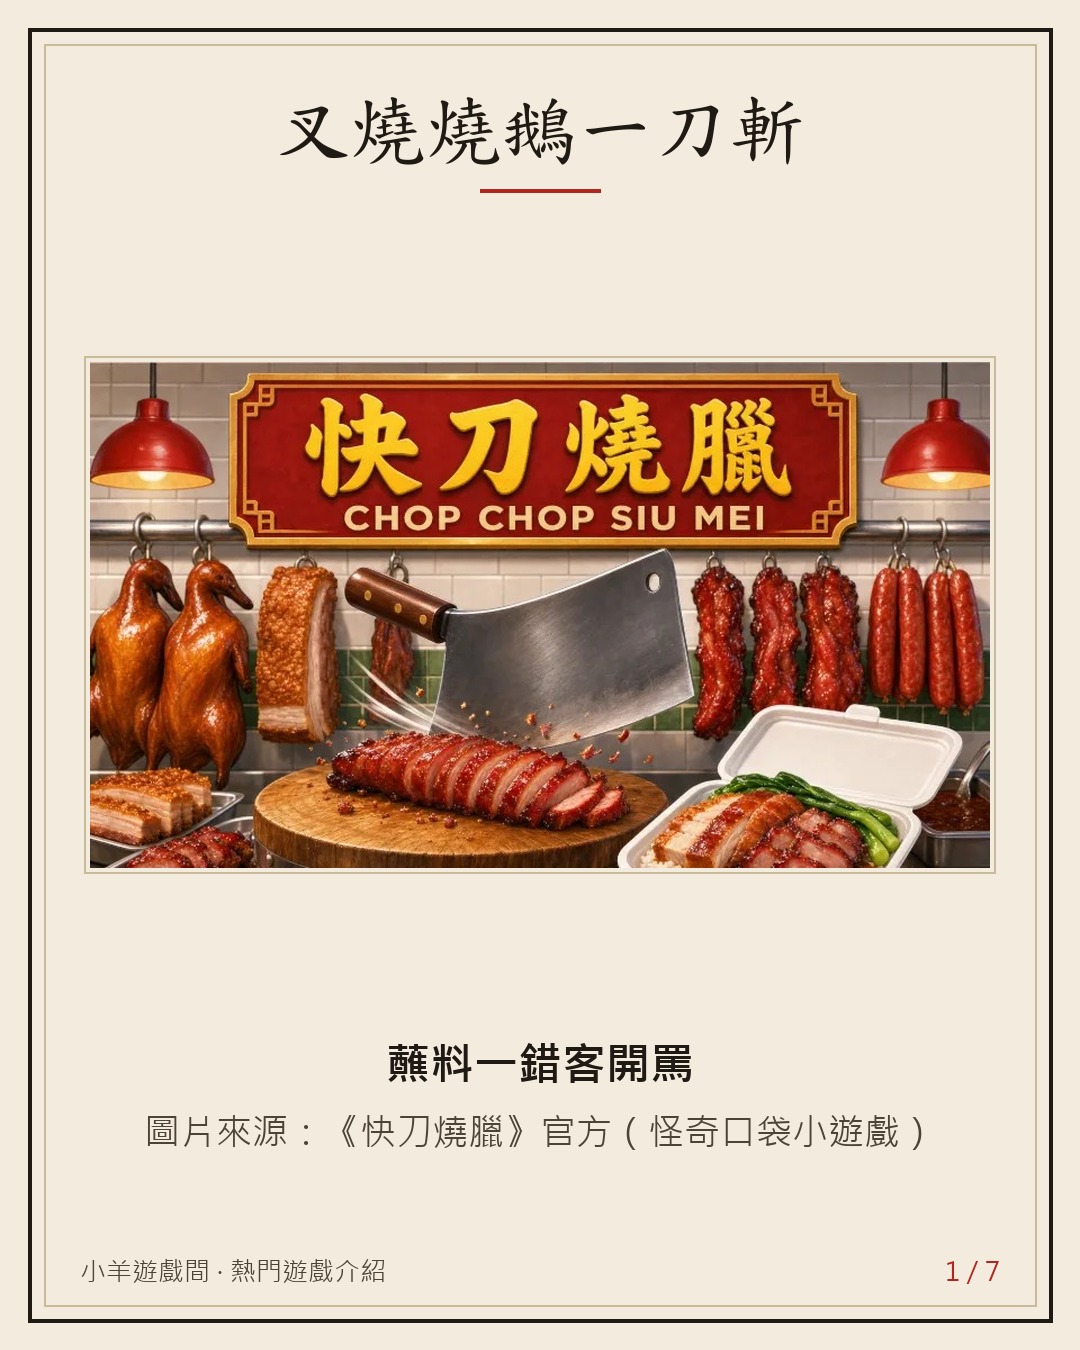 叉燒燒鵝一刀斬
快刀燒臘
CHOP CHOP SIU MEI
蘸料一錯客開罵
圖片來源：《快刀燒臘》官方（怪奇口袋小遊戲）
小羊遊戲間·熱門遊戲介紹
1/7